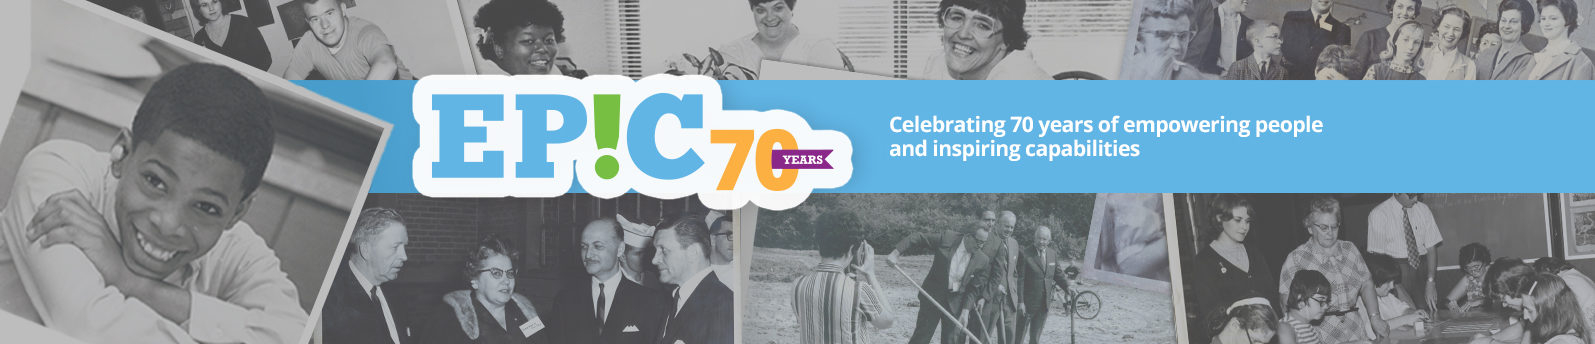 EP!C
70
YEARS
Celebrating 70 years of empowering people
and inspiring capabilities